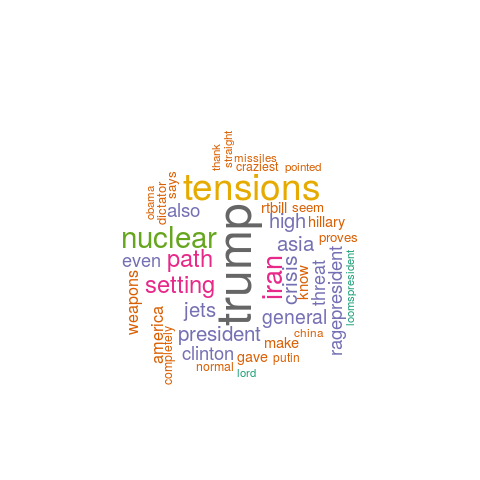 thank
straight
missiles
craziest
pointed
says
tensions
obama
dictator
also
rtbill
seem
high
hillary
nuclear
trump
asia
proves
even
path
iran
crisis
know
threat
ragepresident
loomspresident
setting
weapons
jets
general
america
completely
president
china
make
clinton
gave
putin
normal
lord